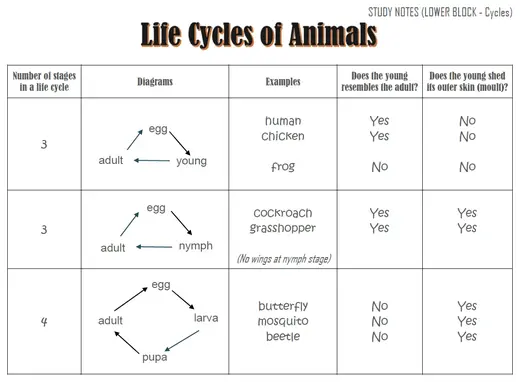 STUDY NOTES (LOWER BLOCK - Cycles)
Life Cycles of Animals
Number of stages
in a life cycle
Diagrams
Examples
Does the young
resembles the adult?
Does the young shed
its outer skin (moult)?
3
egg
adult
young
human
chicken
frog
Yes
Yes
No
No
No
No
3
egg
adult
nymph
cockroach
grasshopper
(No wings at nymph stage)
Yes
Yes
Yes
Yes
4
egg
adult
larva
pupa
butterfly
mosquito
beetle
No
No
No
Yes
Yes
Yes